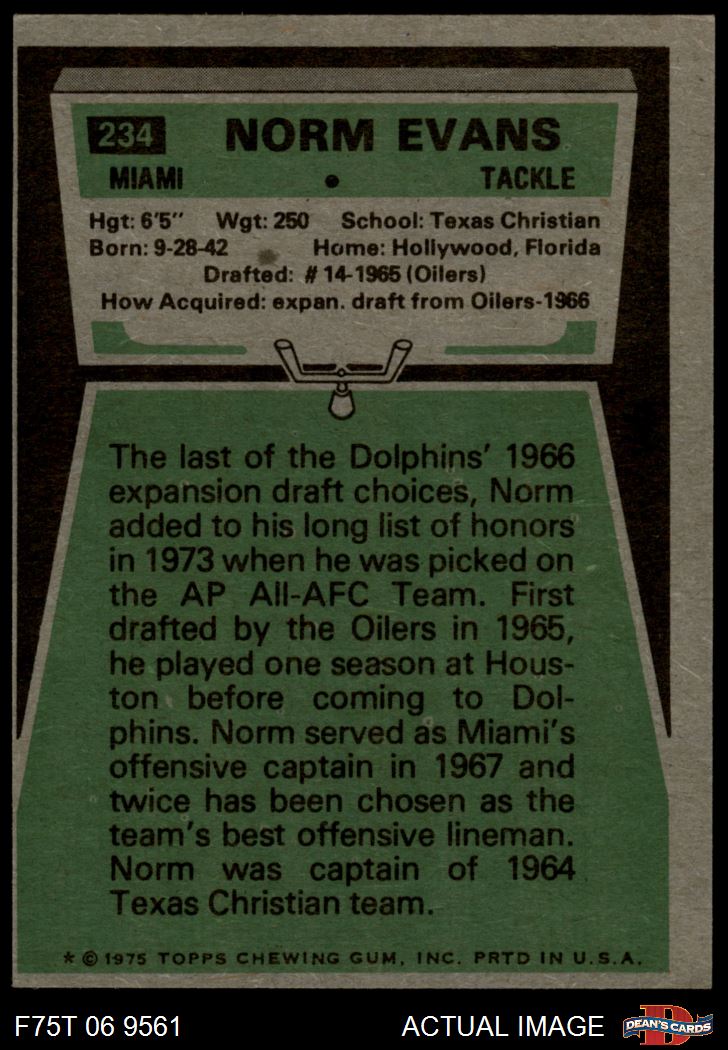 234 NORM EVANS
MIAMI • TACKLE
Hgt: 6'5" Wgt: 250 School: Texas Christian
Born: 9-28-42 Home: Hollywood, Florida
Drafted: # 14-1965 (Oilers)
How Acquired: expan. draft from Oilers-1966
The last of the Dolphins' 1966
expansion draft choices, Norm
added to his long list of honors
in 1973 when he was picked on
the AP All-AFC Team. First
drafted by the Oilers in 1965,
he played one season at Hous-
ton before coming to Dol-
phins. Norm served as Miami's
offensive captain in 1967 and
twice has been chosen as the
team's best offensive lineman.
Norm was captain of 1964
Texas Christian team.
* © 1975 TOPPS CHEWING GUM, INC. PRTD IN U.S.A.
F75T 06 9561 ACTUAL IMAGE D DEAN'S CARDS